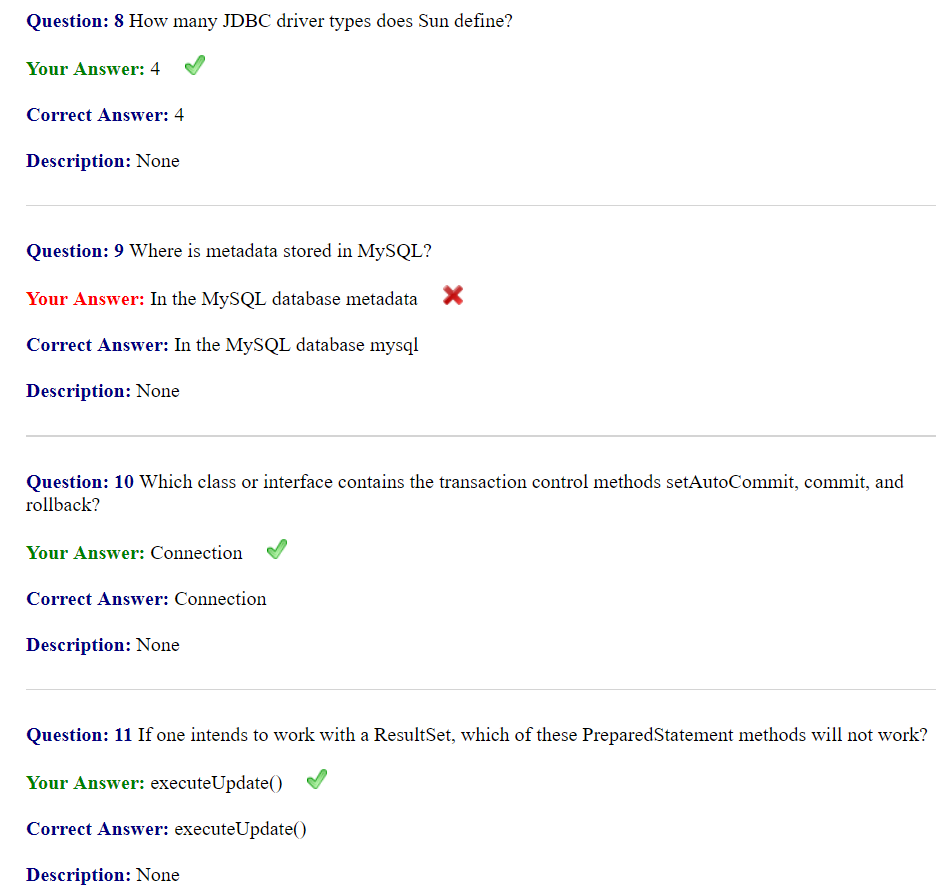 Question: 8 How many JDBC driver types does Sun define?
Your Answer: 4
Correct Answer: 4
Description: None
Question: 9 Where is metadata stored in MySQL?
Your Answer: In the MySQL database metadata
Correct Answer: In the MySQL database mysql
Description: None
Question: 10 Which class or interface contains the transaction control methods setAutoCommit, commit, and
rollback?
Your Answer: Connection
Correct Answer: Connection
Description: None
Question: 11 If one intends to work with a ResultSet, which of these PreparedStatement methods will not work?
Your Answer: executeUpdate()
Correct Answer: executeUpdate()
Description: None